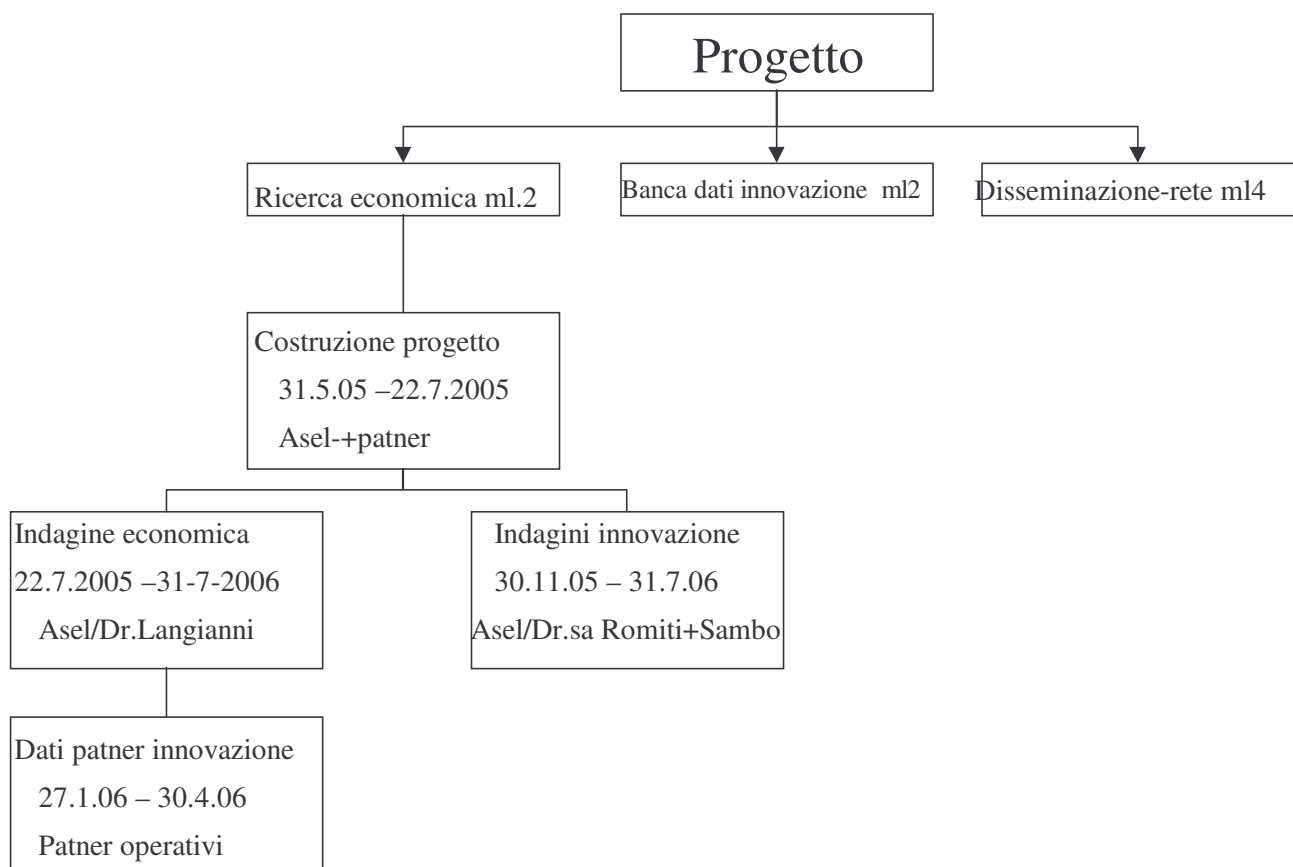 Progetto
Ricerca economica ml.2
Banca dati innovazione ml2
Disseminazione-rete ml4
Costruzione progetto
31.5.05 –22.7.2005
Asel-+patner
Indagine economica
22.7.2005 –31-7-2006
Asel/Dr.Langianni
Indagini innovazione
30.11.05 – 31.7.06
Asel/Dr.sa Romiti+Sambo
Dati patner innovazione
27.1.06 – 30.4.06
Patner operativi